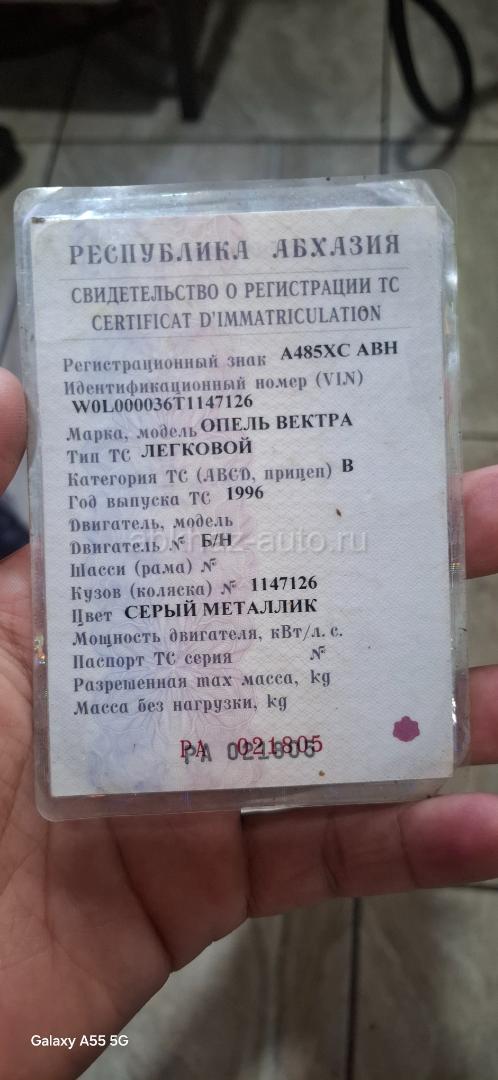 РЕСПУБЛИКА АБХАЗИЯ
СВИДЕТЕЛЬСТВО О РЕГИСТРАЦИИ ТС
CERTIFICAT D'IMMATRICULATION
Регистрационный знак А485ХС АВН
Идентификационный номер (VIN)
W0L000036T1147126
Марка, модель ОПЕЛЬ ВЕКТРА
Тип ТС ЛЕГКОВОЙ
Категория ТС (ABCD, прицеп) В
Год выпуска ТС 1996
Двигатель, модель
Двигатель № Б/Н
abkhaz-auto.ru
Шасси (рама) №
Кузов (коляска) № 1147126
Цвет СЕРЫЙ МЕТАЛЛИК
Мощность двигателя, кВт/л. с.
Паспорт ТС серия №
Разрешенная max масса, kg
Масса без нагрузки, kg
РА 021805
РА 021805
Galaxy A55 5G